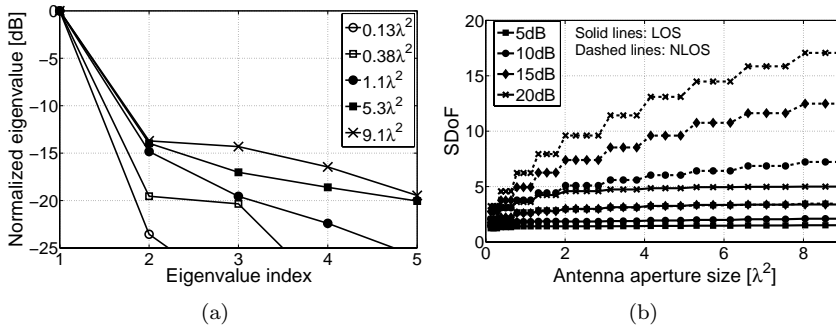 0
−5
−10
−15
−20
−25
1
2
3
4
5
Normalized eigenvalue [dB]
Eigenvalue index
0.13λ²
0.38λ²
1.1λ²
5.3λ²
9.1λ²
(a)
20
15
10
5
0
0
2
4
6
8
SDoF
Antenna aperture size [λ²]
5dB
10dB
15dB
20dB
Solid lines: LOS
Dashed lines: NLOS
(b)